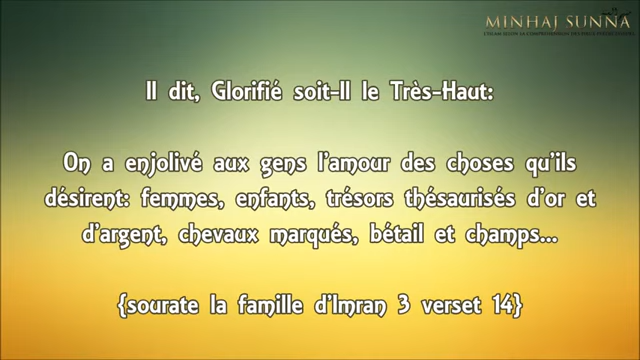 MINHAJ SUNNA
Il dit, Glorifié soit-Il le Très-Haut:
On a enjolivé aux gens l'amour des choses qu'ils
désirent: femmes, enfants, trésors thésaurisés d'or et
d'argent, chevaux marqués, bétail et champs...
{sourate la famille d'Imran 3 verset 14}